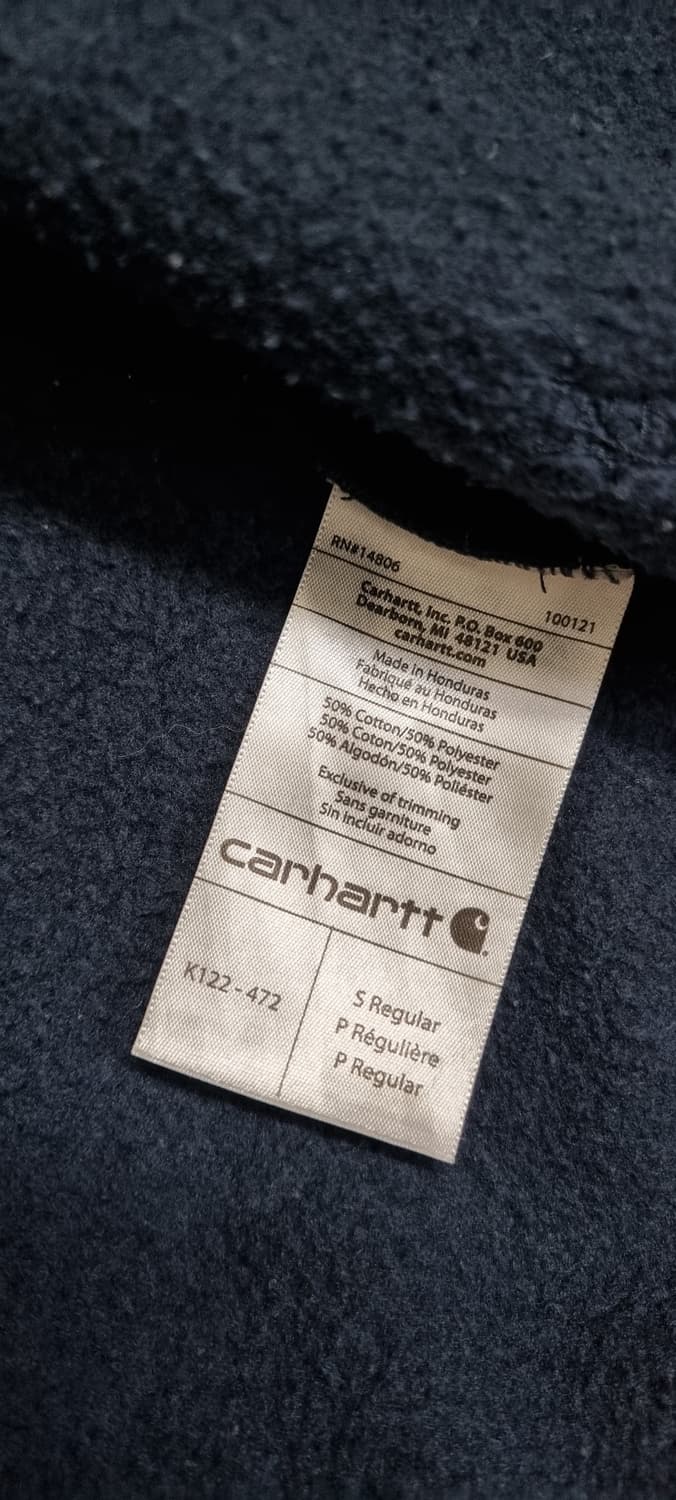 RN#14806
100121
Carhartt, Inc. P.O. Box 600
Dearborn, MI 48121 USA
carhartt.com
Made in Honduras
Fabriqué au Honduras
Hecho en Honduras
50% Cotton/50% Polyester
50% Coton/50% Polyester
50% Algodón/50% Poliéster
Exclusive of trimming
Sans garniture
Sin incluir adorno
carhartt
K122 - 472
S Regular
P Régulière
P Regular